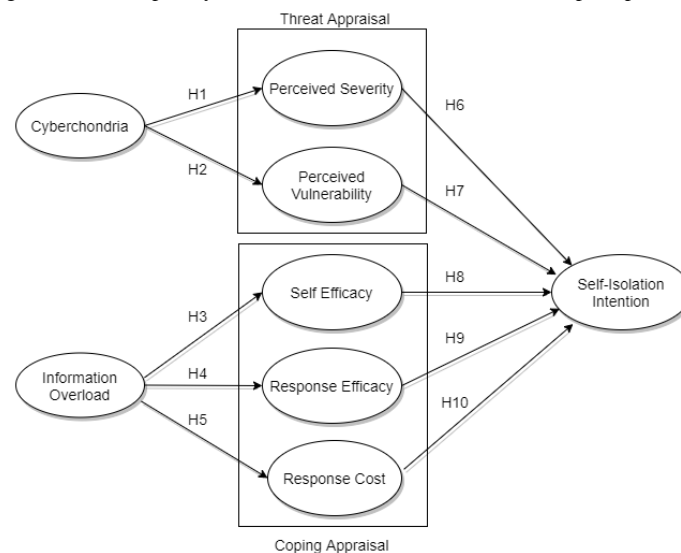 Threat Appraisal
H1
Perceived Severity
H6
Cyberchondria
H2
Perceived
Vulnerability
H7
Self Efficacy
H8
Self-Isolation
Intention
H3
H9
Information
Overload
H4
Response Efficacy
H5
H10
Response Cost
Coping Appraisal